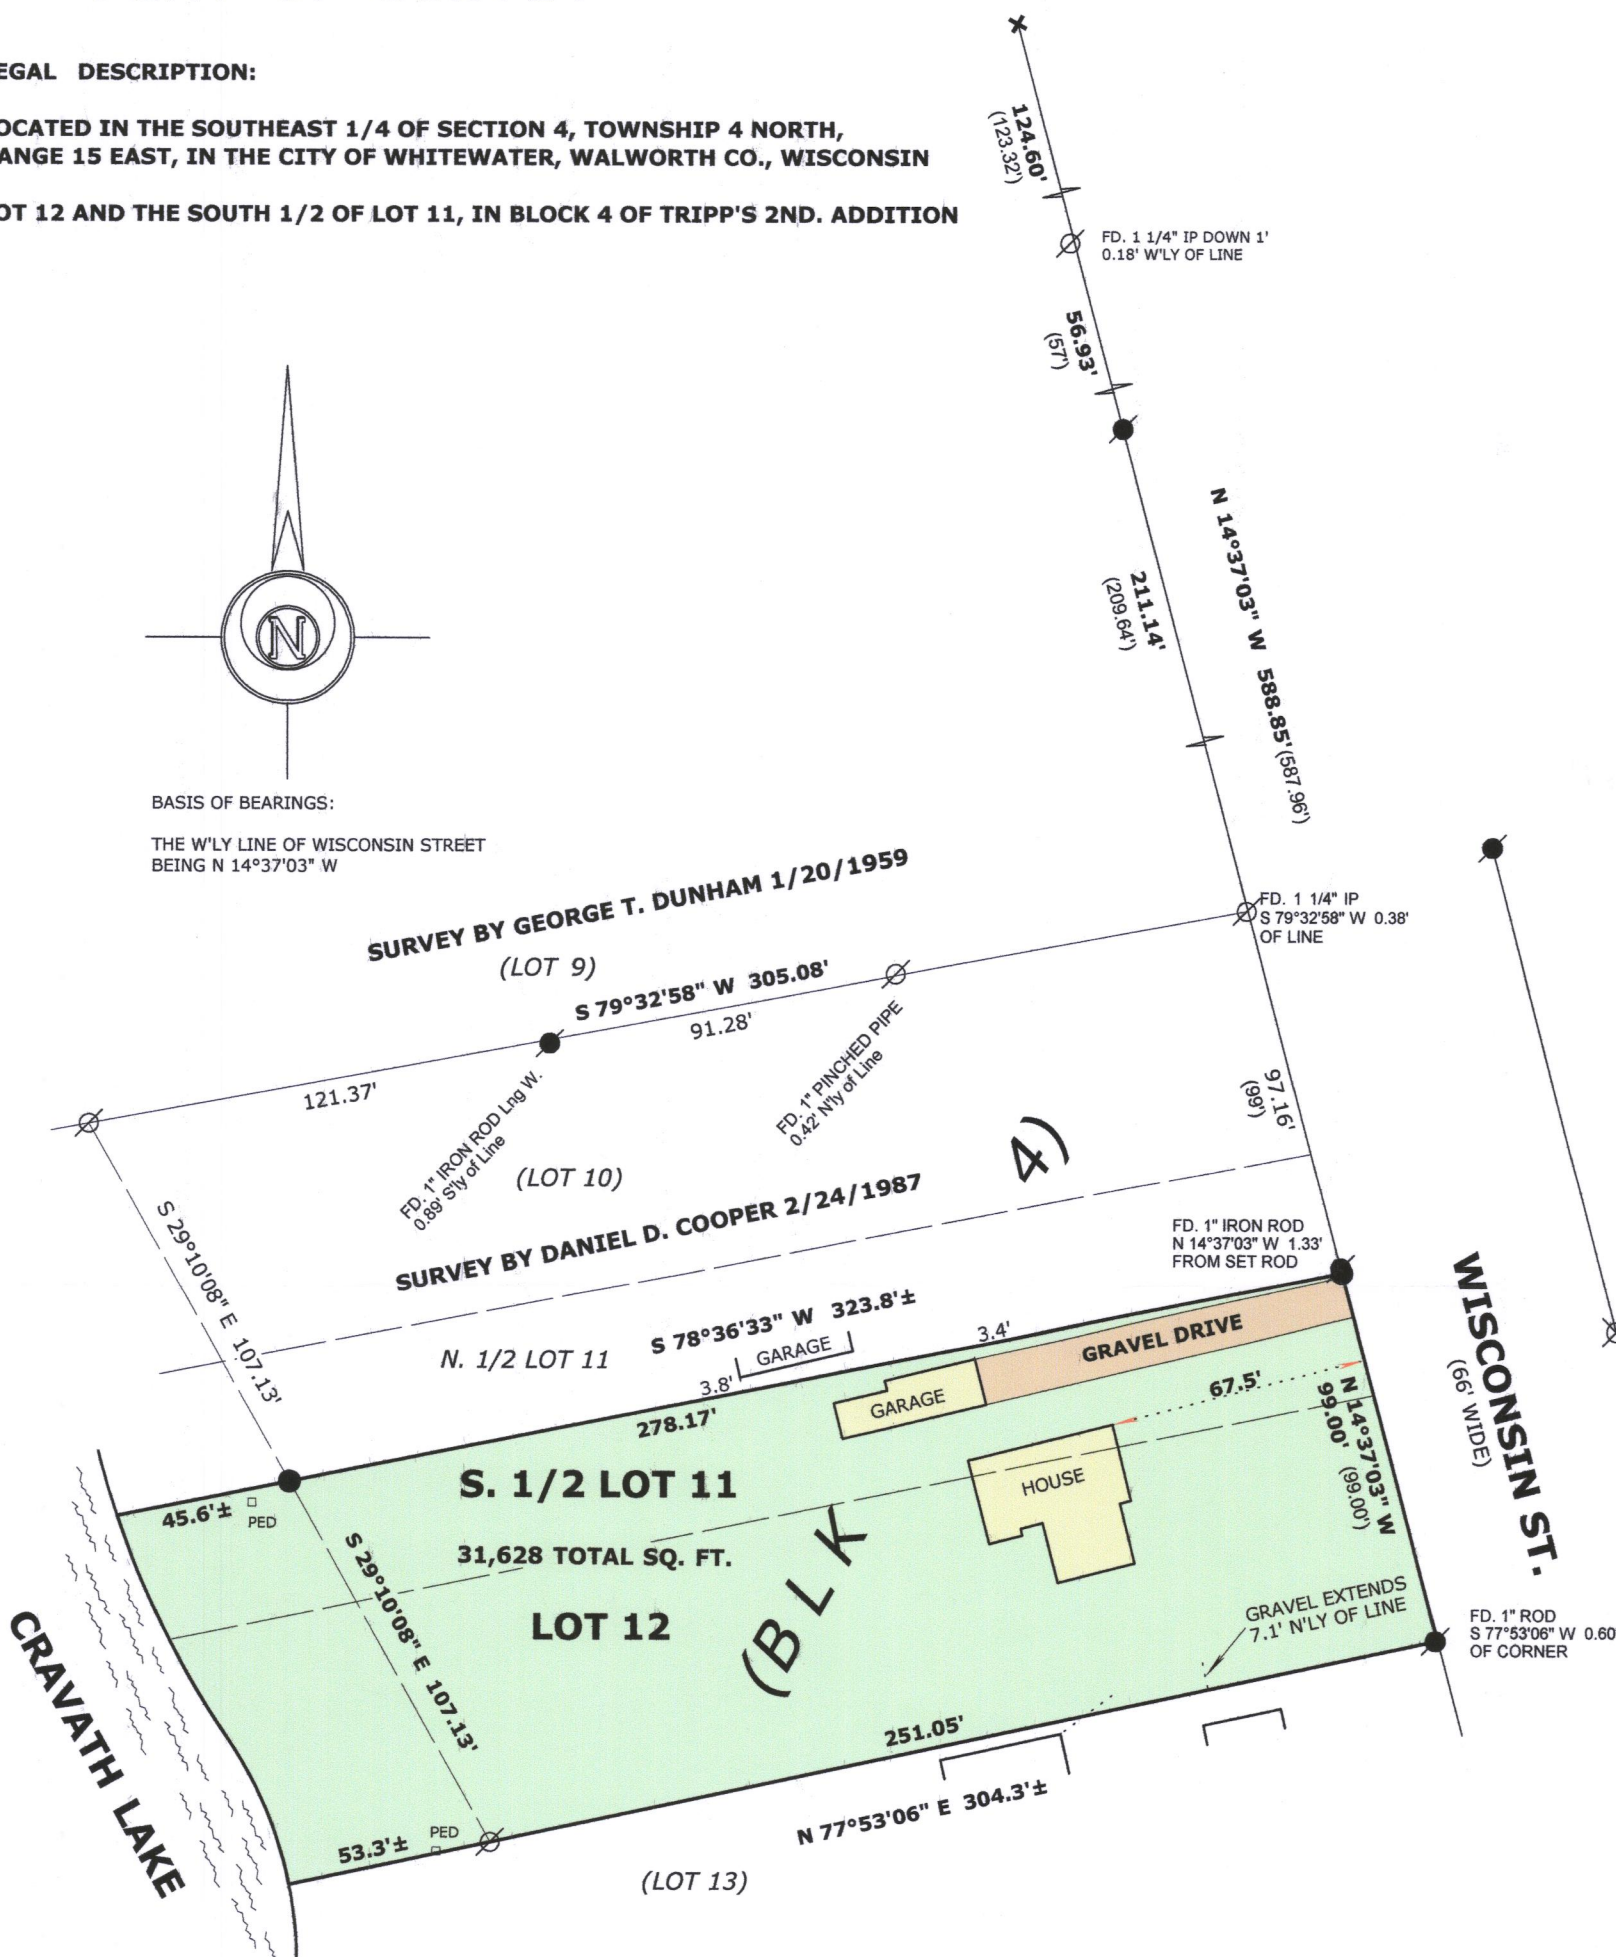 EGAL DESCRIPTION:
OCATED IN THE SOUTHEAST 1/4 OF SECTION 4, TOWNSHIP 4 NORTH,
ANGE 15 EAST, IN THE CITY OF WHITEWATER, WALWORTH CO., WISCONSIN
OT 12 AND THE SOUTH 1/2 OF LOT 11, IN BLOCK 4 OF TRIPP'S 2ND. ADDITION
124.60'
(123.32')
FD. 1 1/4" IP DOWN 1'
0.18' W'LY OF LINE
56.93'
(57')
N 14°37'03" W 588.85'(587.96')
211.14'
(209.64')
N
BASIS OF BEARINGS:
THE W'LY LINE OF WISCONSIN STREET
BEING N 14°37'03" W
SURVEY BY GEORGE T. DUNHAM 1/20/1959
(LOT 9)
S 79°32'58" W 305.08'
91.28'
121.37'
FD. 1 1/4" IP
S 79°32'58" W 0.38'
OF LINE
FD. 1" IRON ROD Lng W.
0.89' S'ly of Line
FD. 1" PINCHED PIPE
0.42' N'ly of Line
97.16'
(99')
(LOT 10)
SURVEY BY DANIEL D. COOPER 2/24/1987
S 29°10'08" E 107.13'
FD. 1" IRON ROD
N 14°37'03" W 1.33'
FROM SET ROD
N. 1/2 LOT 11
S 78°36'33" W 323.8'±
GARAGE
3.8'
3.4'
GRAVEL DRIVE
278.17'
GARAGE
67.5'
N 14°37'03" W
99.00' (99.00')
WISCONSIN ST.
(66' WIDE)
S. 1/2 LOT 11
HOUSE
45.6'±
PED
31,628 TOTAL SQ. FT.
S 29°10'08" E 107.13'
LOT 12
(BLK 4)
GRAVEL EXTENDS
7.1' N'LY OF LINE
FD. 1" ROD
S 77°53'06" W 0.60
OF CORNER
CRAVATH LAKE
251.05'
N 77°53'06" E 304.3'±
53.3'±
PED
(LOT 13)